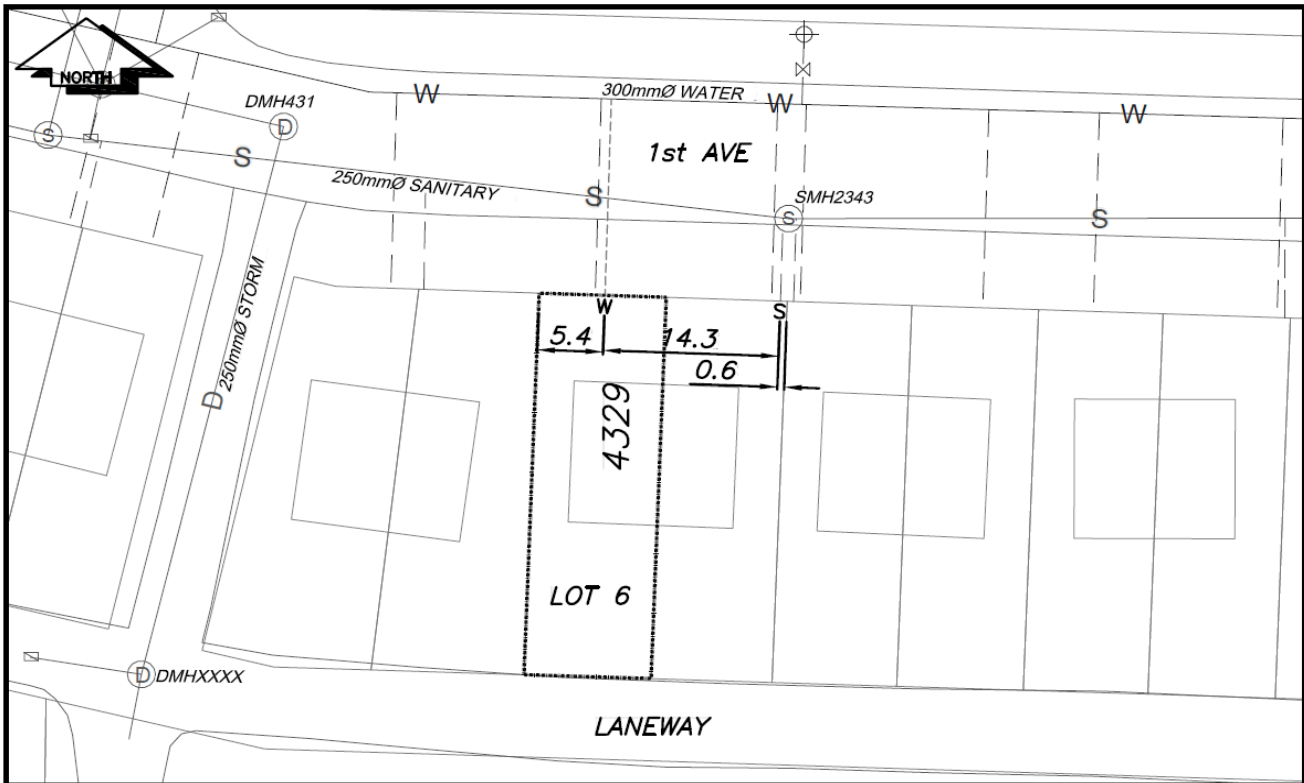 NORTH
DMH431
D
W
300mmØ WATER
W
W
S
S
1st AVE
250mmØ SANITARY
S
SMH2343
S
S
250mmØ STORM
D
W
S
5.4
14.3
0.6
4329
LOT 6
D
DMHXXXX
LANEWAY